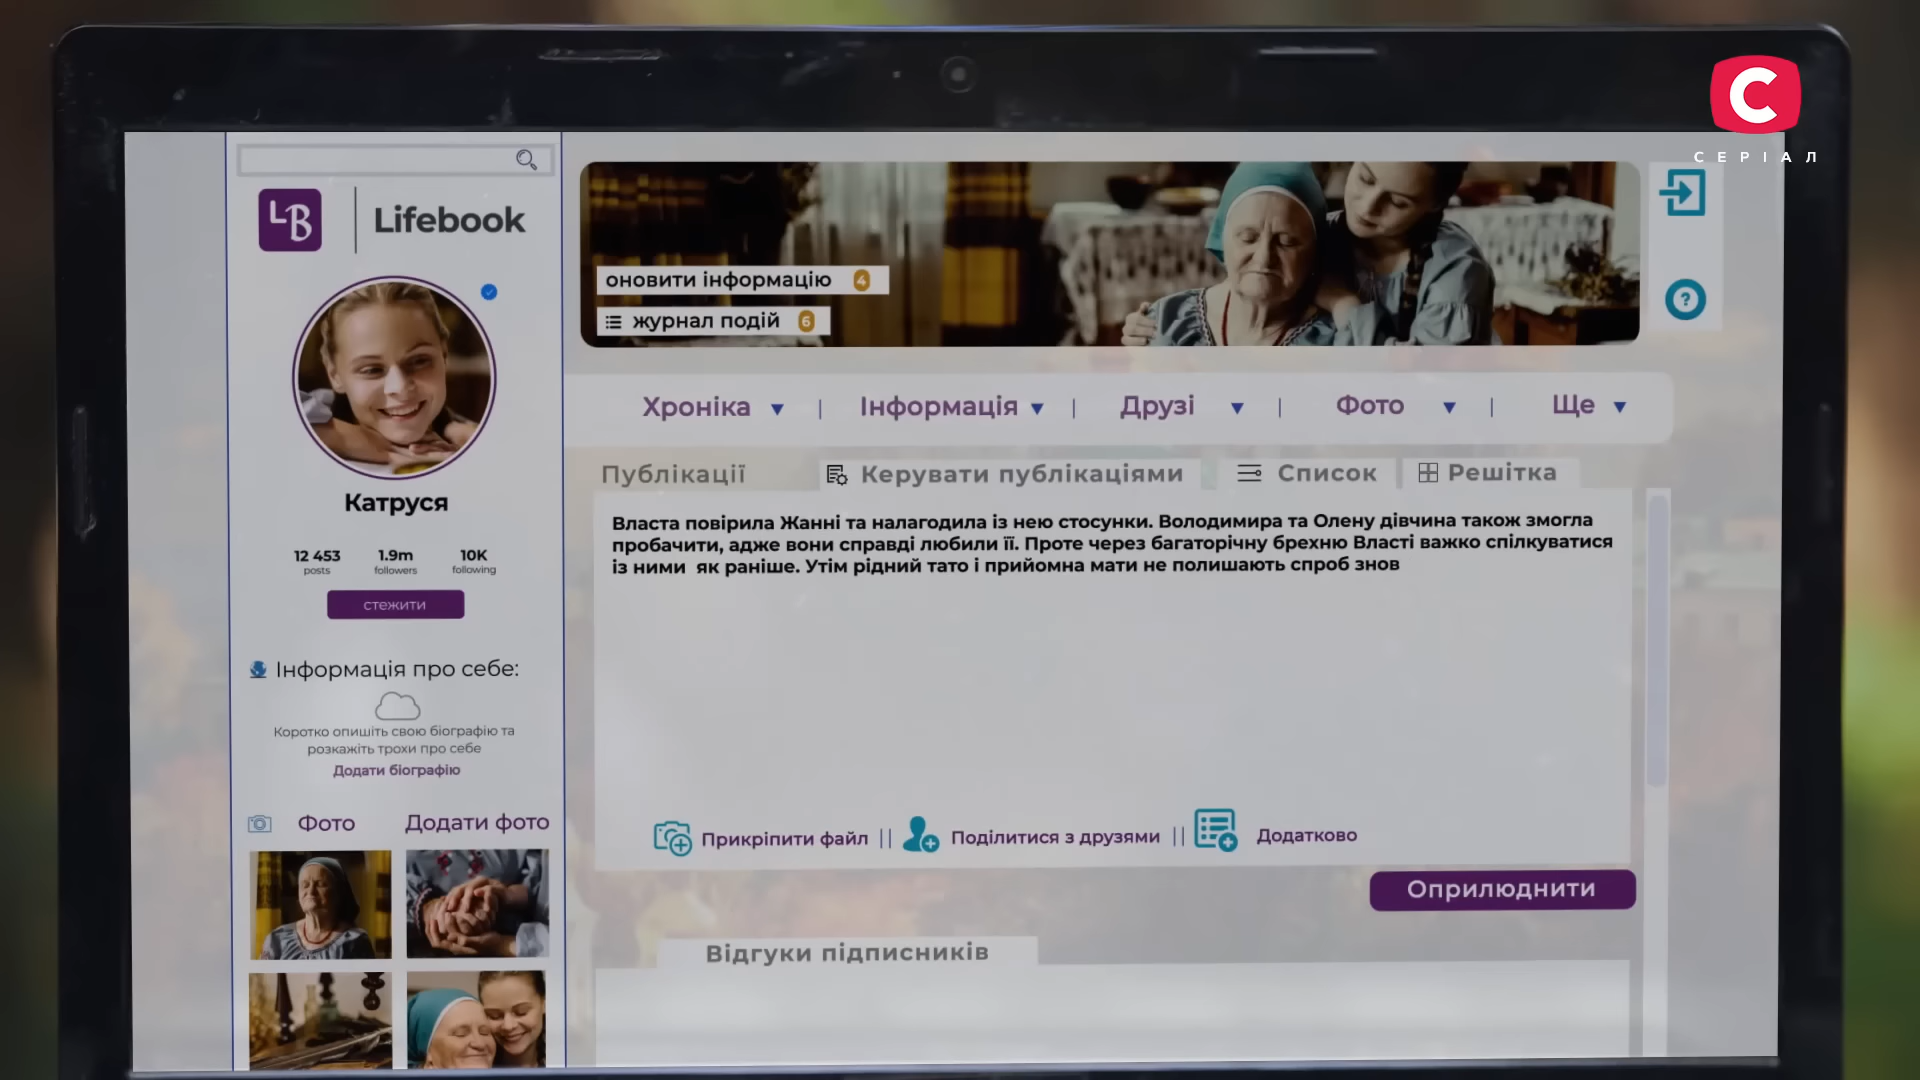 С
СЕРІАЛ
LB
Lifebook
оновити інформацію 4
журнал подій 6
?
Хроніка
Інформація
Друзі
Фото
Ще
Публікації
Керувати публікаціями
Список
Решітка
Катруся
12 453 1.9m 10K
posts followers following
стежити
Власта повірила Жанні та налагодила із нею стосунки. Володимира та Олену дівчина також змогла
пробачити, адже вони справді любили її. Проте через багаторічну брехню Власті важко спілкуватися
із ними як раніше. Утім рідний тато і прийомна мати не полишають спроб знов
Інформація про себе:
Коротко опишіть свою біографію та
розкажіть трохи про себе
Додати біографію
Фото Додати фото
Прикріпити файл || Поділитися з друзями || Додатково
Оприлюднити
Відгуки підписників